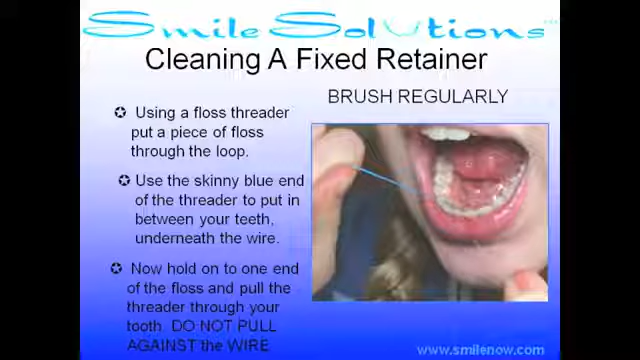 Smile Solutions
Cleaning A Fixed Retainer
BRUSH REGULARLY
Using a floss threader
put a piece of floss
through the loop.
Use the skinny blue end
of the threader to put in
between your teeth,
underneath the wire.
Now hold on to one end
of the floss and pull the
threader through your
tooth. DO NOT PULL
AGAINST the WIRE
www.smilenow.com